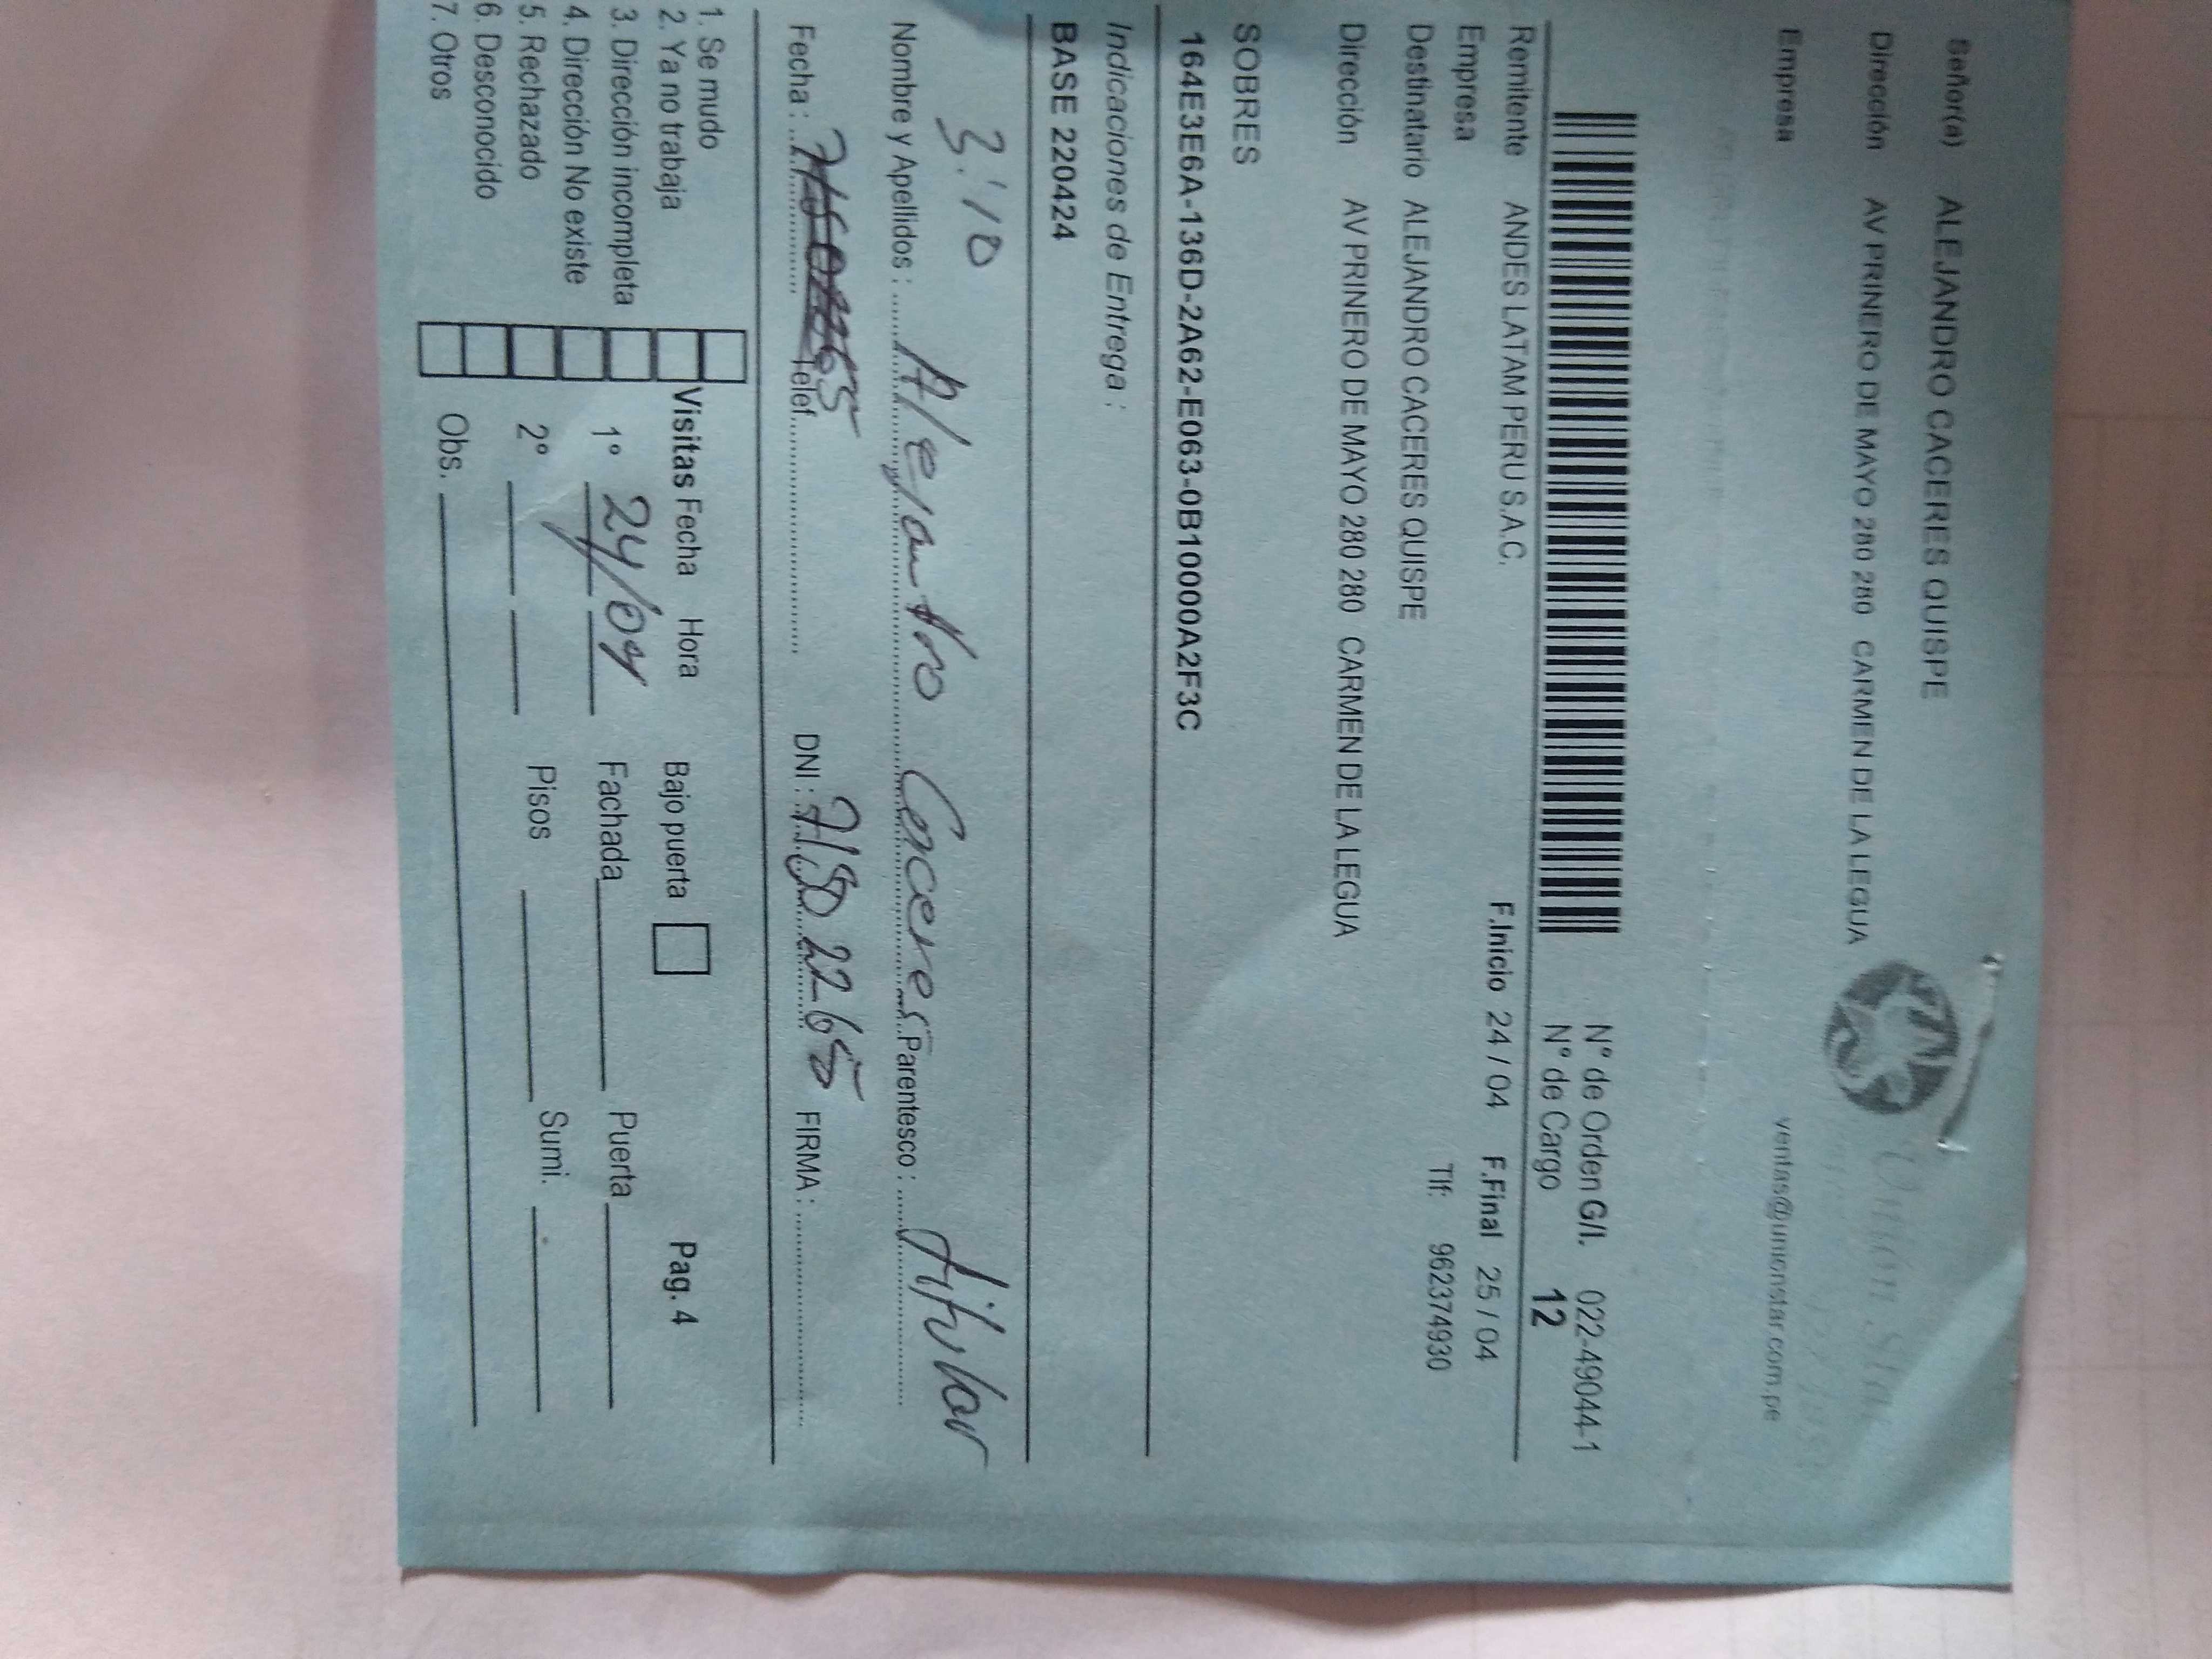 Señor(a) ALEJANDRO CACERES QUISPE
Dirección AV PRINERO DE MAYO 280 280 CARMEN DE LA LEGUA
Empresa ventas@unionstar.com.pe
Nº de Orden G/I. 022-49044-1
Nº de Cargo 12
Remitente ANDES LATAM PERU S.A.C. F.Inicio 24 / 04 F.Final 25 / 04
Empresa
Destinatario ALEJANDRO CACERES QUISPE Tlf: 962374930
Dirección AV PRINERO DE MAYO 280 280 CARMEN DE LA LEGUA
SOBRES
164E3E6A-136D-2A62-E063-0B10000A2F3C
Indicaciones de Entrega :
BASE 220424
3:10
Nombre y Apellidos : Alejandro Caceres Parentesco : titular
Fecha : Telef. DNI : FIRMA :
1. Se mudo
2. Ya no trabaja
3. Dirección incompleta
4. Dirección No existe
5. Rechazado
6. Desconocido
7. Otros
Visitas Fecha Hora Bajo puerta Pag. 4
1º 24/04 Fachada Puerta
2º Pisos Sumi.
Obs.